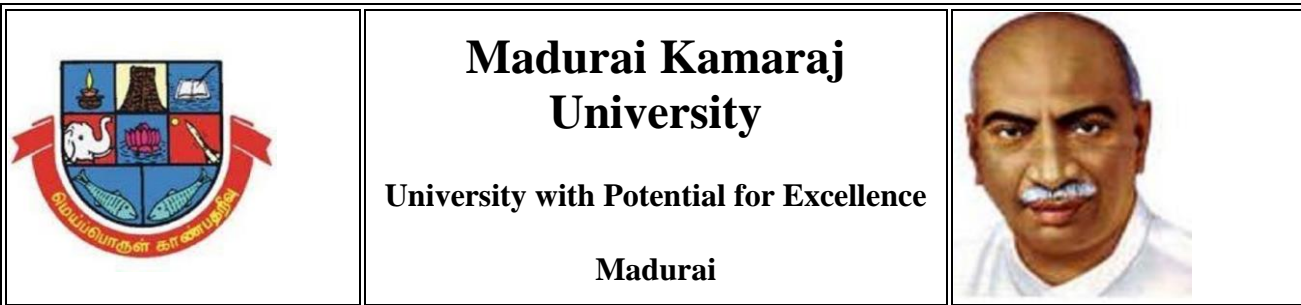 மெய்ப்பொருள் காண்பதறிவு
Madurai Kamaraj
University
University with Potential for Excellence
Madurai